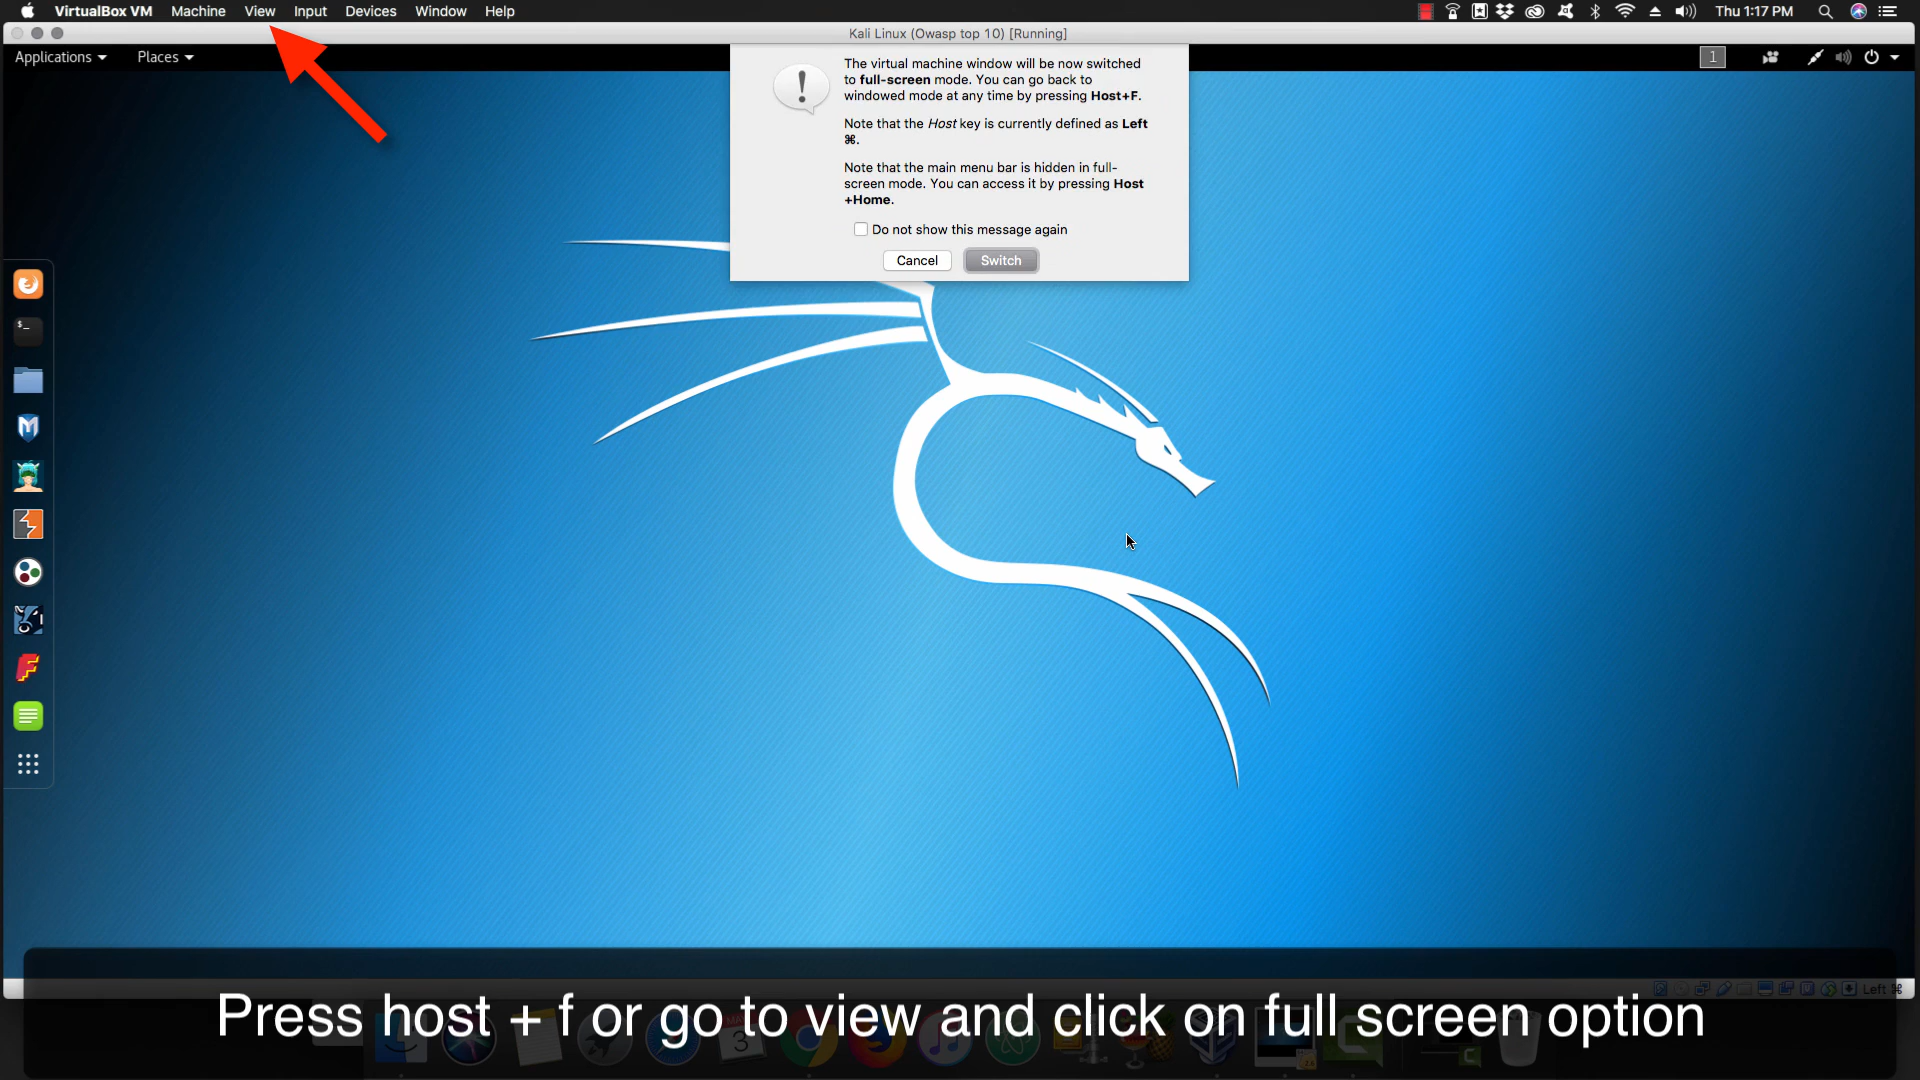 VirtualBox VM Machine View Input Devices Window Help Thu 1:17 PM
Kali Linux (Owasp top 10) [Running]
Applications Places 1
The virtual machine window will be now switched
to full-screen mode. You can go back to
windowed mode at any time by pressing Host+F.
Note that the Host key is currently defined as Left
⌘.
Note that the main menu bar is hidden in full-
screen mode. You can access it by pressing Host
+Home.
Do not show this message again
Cancel Switch
$_
Left ⌘
Press host + f or go to view and click on full screen option
3